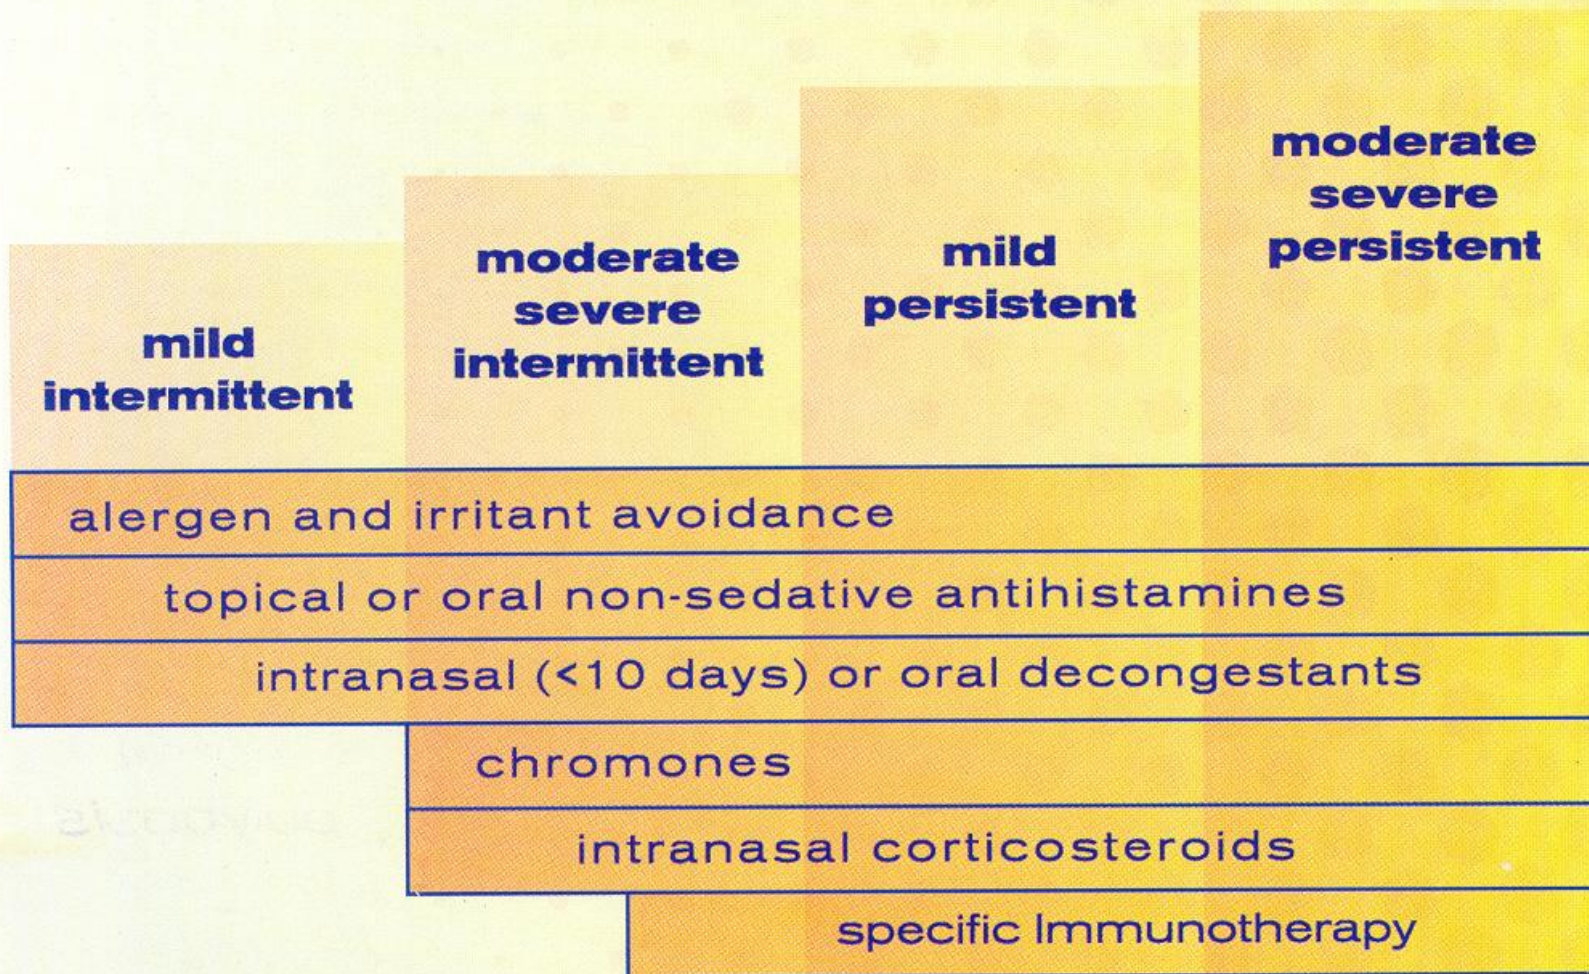 mild
intermittent
moderate
severe
intermittent
mild
persistent
moderate
severe
persistent
alergen and irritant avoidance
topical or oral non-sedative antihistamines
intranasal (<10 days) or oral decongestants
chromones
intranasal corticosteroids
specific Immunotherapy